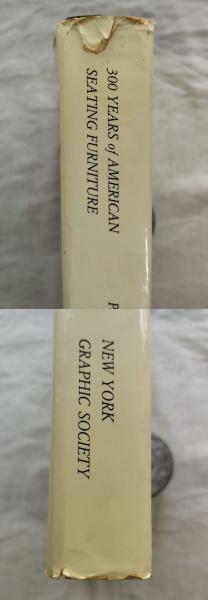 300 YEARS of AMERICAN
SEATING FURNITURE
P
NEW YORK
GRAPHIC SOCIETY